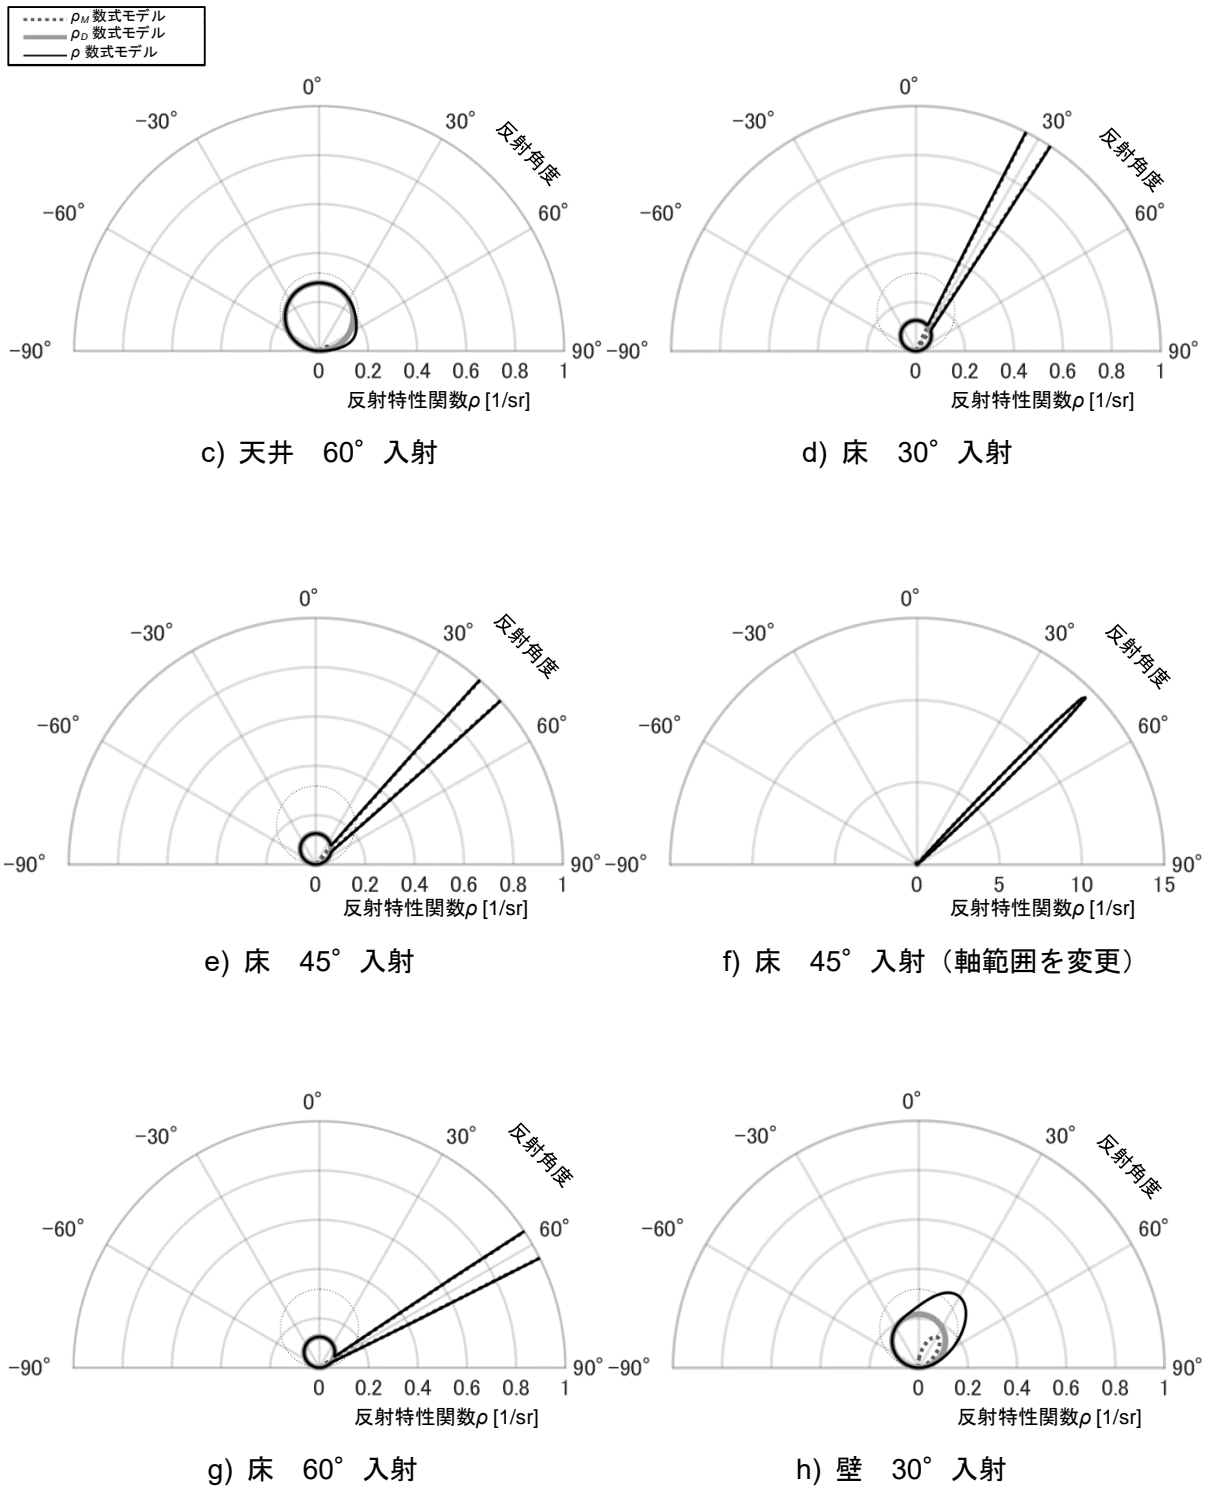 ρM 数式モデル
ρD 数式モデル
ρ 数式モデル
0°
−30°
30°
反射角度
−60°
60°
−90°
90°
0 0.2 0.4 0.6 0.8 1
反射特性関数ρ [1/sr]
c) 天井　60°入射
0°
−30°
30°
反射角度
−60°
60°
−90°
90°
0 0.2 0.4 0.6 0.8 1
反射特性関数ρ [1/sr]
d) 床　30°入射
0°
−30°
30°
反射角度
−60°
60°
−90°
90°
0 0.2 0.4 0.6 0.8 1
反射特性関数ρ [1/sr]
e) 床　45°入射
0°
−30°
30°
反射角度
−60°
60°
−90°
90°
0 5 10 15
反射特性関数ρ [1/sr]
f) 床　45°入射（軸範囲を変更）
0°
−30°
30°
反射角度
−60°
60°
−90°
90°
0 0.2 0.4 0.6 0.8 1
反射特性関数ρ [1/sr]
g) 床　60°入射
0°
−30°
30°
反射角度
−60°
60°
−90°
90°
0 0.2 0.4 0.6 0.8 1
反射特性関数ρ [1/sr]
h) 壁　30°入射